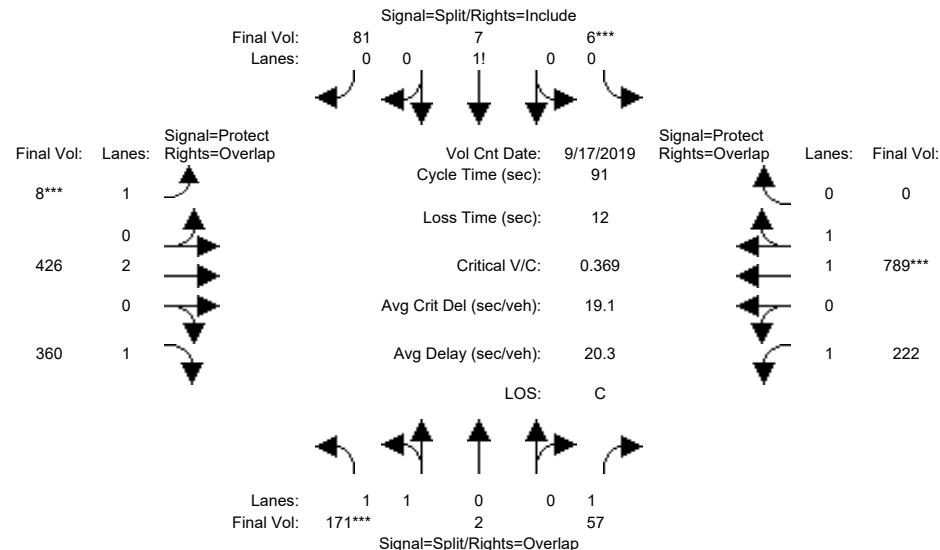 Signal=Split/Rights=Include
Final Vol: 81 7 6***
Lanes: 0 0 1! 0 0
Signal=Protect Signal=Protect
Final Vol: Lanes: Rights=Overlap Vol Cnt Date: 9/17/2019 Rights=Overlap Lanes: Final Vol:
Cycle Time (sec): 91
8*** 1 0 0
Loss Time (sec): 12
0 1
426 2 Critical V/C: 0.369 1 789***
0 Avg Crit Del (sec/veh): 19.1 0
360 1 Avg Delay (sec/veh): 20.3 1 222
LOS: C
Lanes: 1 1 0 0 1
Final Vol: 171*** 2 57
Signal=Split/Rights=Overlap